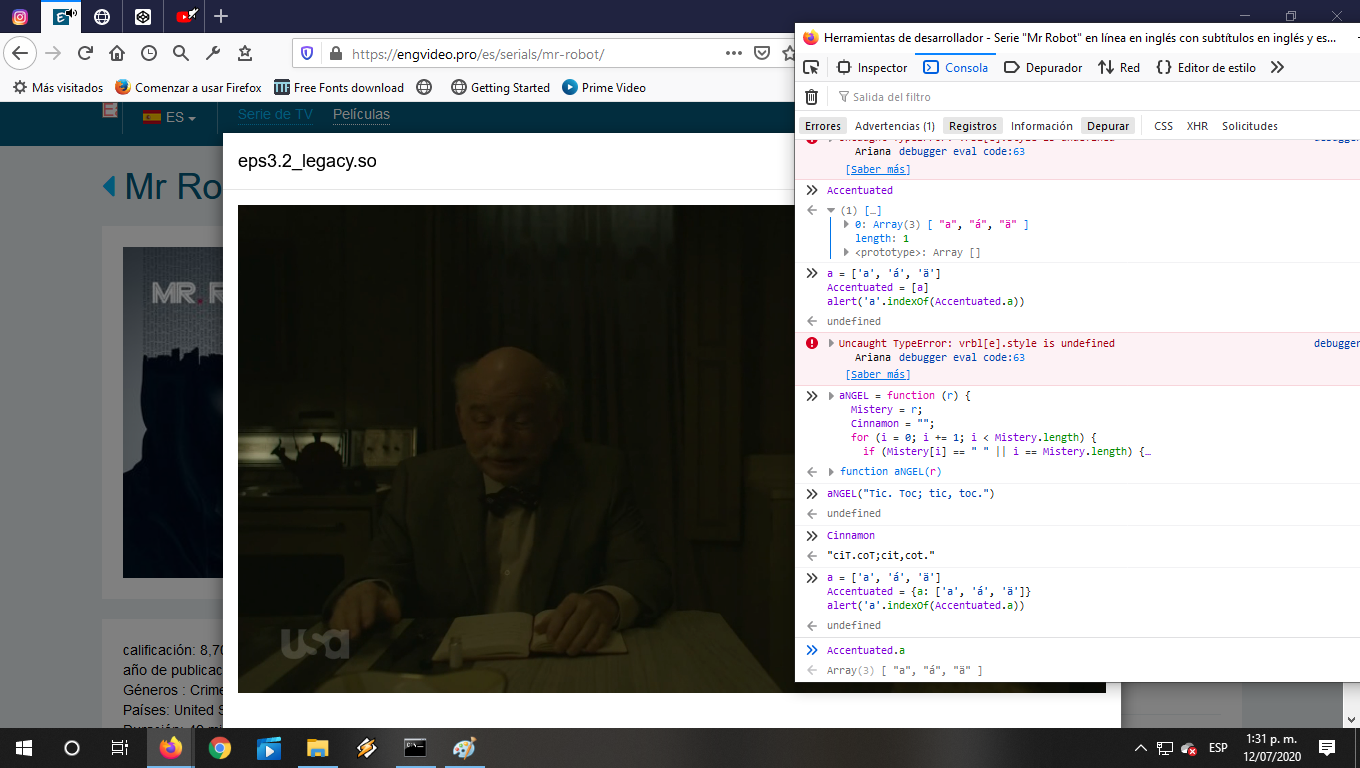 https://engvideo.pro/es/serials/mr-robot/
Más visitados
Comenzar a usar Firefox
Free Fonts download
Getting Started
Prime Video
ES
Serie de TV
Películas
Mr Ro
MR. R
calificación: 8,70
año de publicac
Géneros : Crime
Países: United S
eps3.2_legacy.so
usa
Herramientas de desarrollador - Serie "Mr Robot" en línea en inglés con subtítulos en inglés y es...
Inspector
Consola
Depurador
Red
Editor de estilo
Salida del filtro
Errores
Advertencias (1)
Registros
Información
Depurar
CSS
XHR
Solicitudes
Uncaught TypeError: vrbl[e].style is undefined
debugger
Ariana debugger eval code:63
[Saber más]
Accentuated
(1) […]
0: Array(3) [ "a", "á", "ä" ]
length: 1
<prototype>: Array []
a = ['a', 'á', 'ä']
Accentuated = [a]
alert('a'.indexOf(Accentuated.a))
undefined
Uncaught TypeError: vrbl[e].style is undefined
debugger
Ariana debugger eval code:63
[Saber más]
aNGEL = function (r) {
Mistery = r;
Cinnamon = "";
for (i = 0; i += 1; i < Mistery.length) {
if (Mistery[i] == " " || i == Mistery.length) {…
function aNGEL(r)
aNGEL("Tic. Toc; tic, toc.")
undefined
Cinnamon
"ciT.coT;cit,cot."
a = ['a', 'á', 'ä']
Accentuated = {a: ['a', 'á', 'ä']}
alert('a'.indexOf(Accentuated.a))
undefined
Accentuated.a
Array(3) [ "a", "á", "ä" ]
ESP
1:31 p. m.
12/07/2020